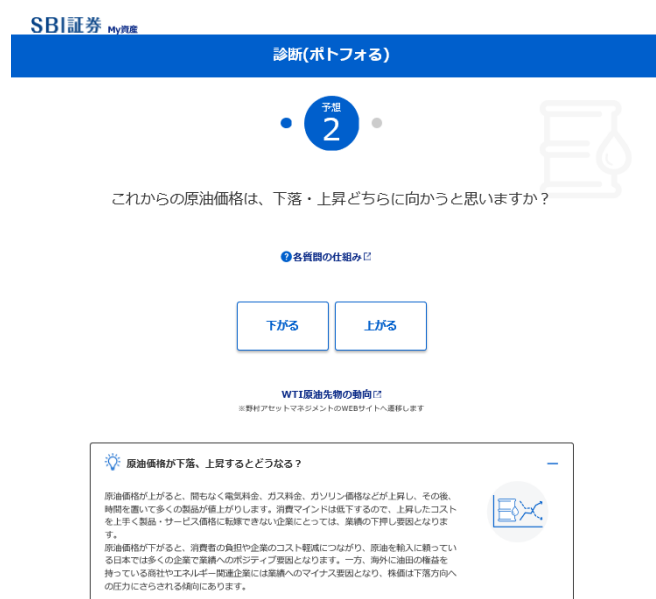 SBI証券 My資産
診断(ポトフォる)
予想
2
これからの原油価格は、下落・上昇どちらに向かうと思いますか？
?各質問の仕組み
下がる 上がる
WTI原油先物の動向
※野村アセットマネジメントのWEBサイトへ遷移します
原油価格が下落、上昇するとどうなる？
原油価格が上がると、間もなく電気料金、ガス料金、ガソリン価格などが上昇し、その後、
時間を置いて多くの製品が値上がりします。消費マインドは低下するので、上昇したコスト
を上手く製品・サービス価格に転嫁できない企業にとっては、業績の下押し要因となりま
す。
原油価格が下がると、消費者の負担や企業のコスト軽減につながり、原油を輸入に頼ってい
る日本では多くの企業で業績へのポジティブ要因となります。一方、海外に油田の権益を
持っている商社やエネルギー関連企業には業績へのマイナス要因となり、株価は下落方向へ
の圧力にさらされる傾向にあります。